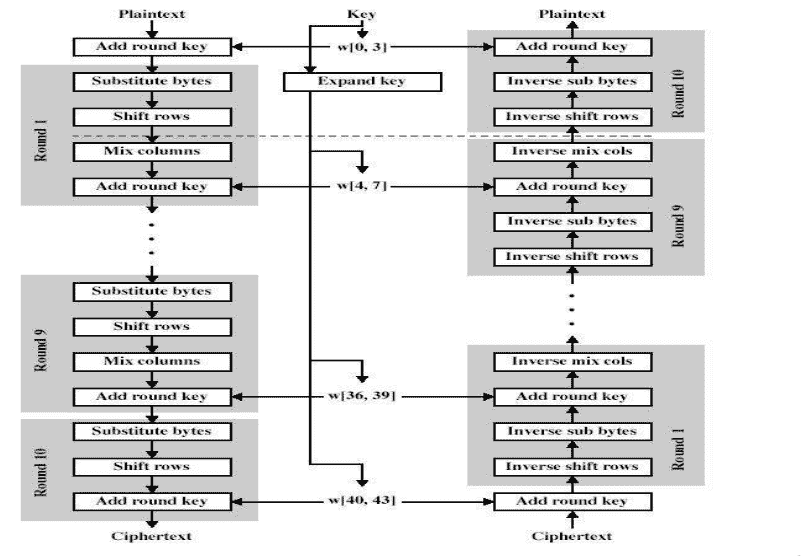 Plaintext
Key
Plaintext
Add round key
w[0, 3]
Add round key
Substitute bytes
Expand key
Inverse sub bytes
Shift rows
Inverse shift rows
Round 1
Round 10
Mix columns
Inverse mix cols
Add round key
w[4, 7]
Add round key
Inverse sub bytes
Round 9
Inverse shift rows
Substitute bytes
Shift rows
Round 9
Mix columns
Inverse mix cols
Add round key
w[36, 39]
Add round key
Substitute bytes
Inverse sub bytes
Round 10
Shift rows
Inverse shift rows
Round 1
Add round key
w[40, 43]
Add round key
Ciphertext
Ciphertext